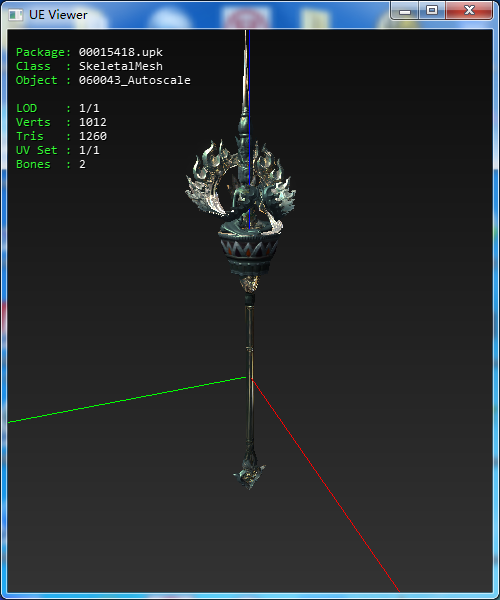 UE Viewer
Package: 00015418.upk
Class : SkeletalMesh
Object : 060043_Autoscale
LOD : 1/1
Verts : 1012
Tris : 1260
UV Set : 1/1
Bones : 2